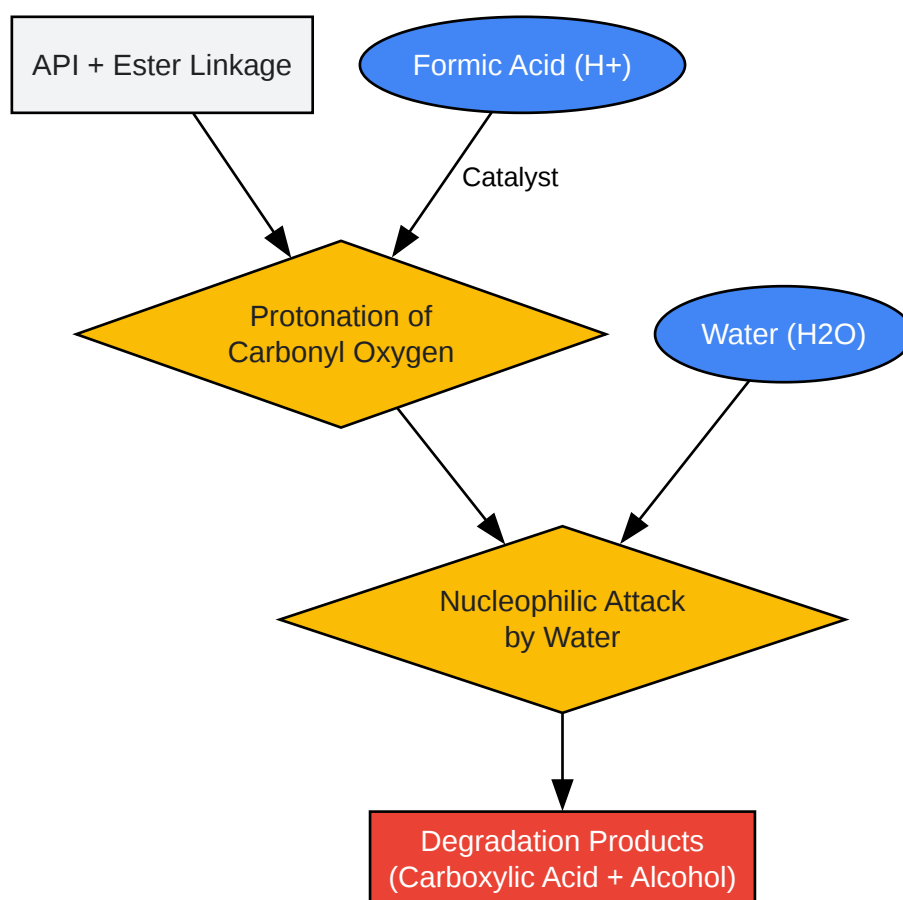 API + Ester Linkage
Formic Acid (H+)
Catalyst
Protonation of
Carbonyl Oxygen
Water (H2O)
Nucleophilic Attack
by Water
Degradation Products
(Carboxylic Acid + Alcohol)